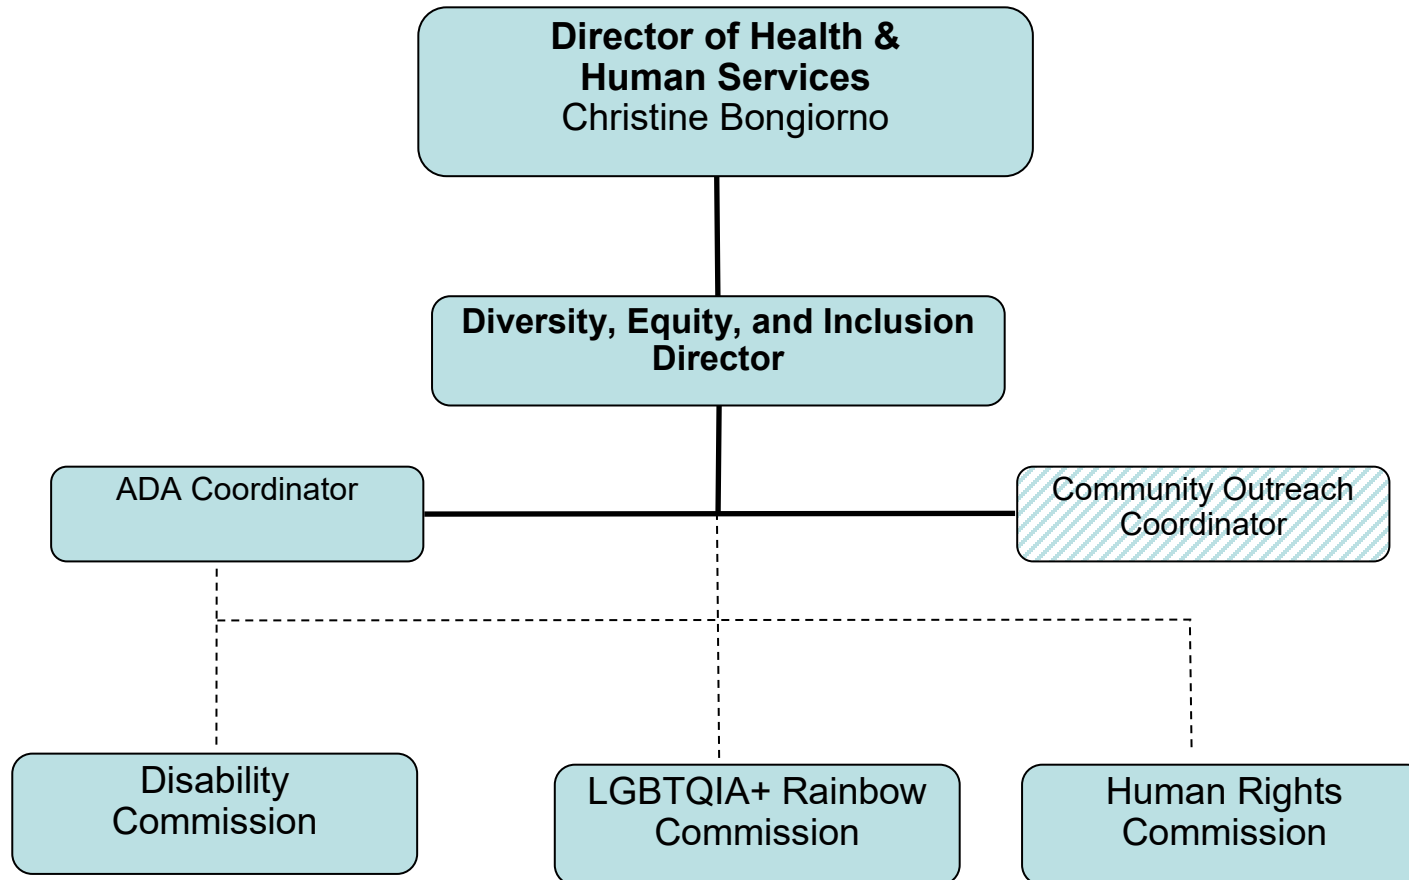 Director of Health &
Human Services
Christine Bongiorno
Diversity, Equity, and Inclusion
Director
ADA Coordinator
Community Outreach
Coordinator
Disability
Commission
LGBTQIA+ Rainbow
Commission
Human Rights
Commission